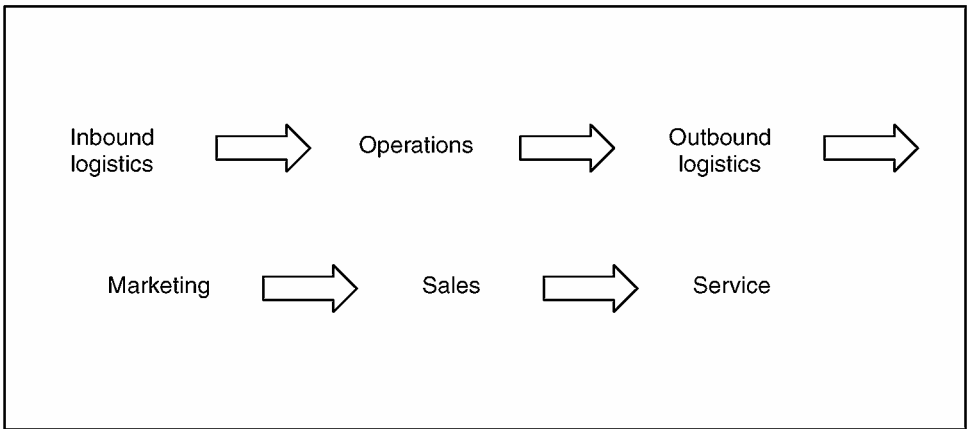 Inbound
logistics
Operations
Outbound
logistics
Marketing
Sales
Service